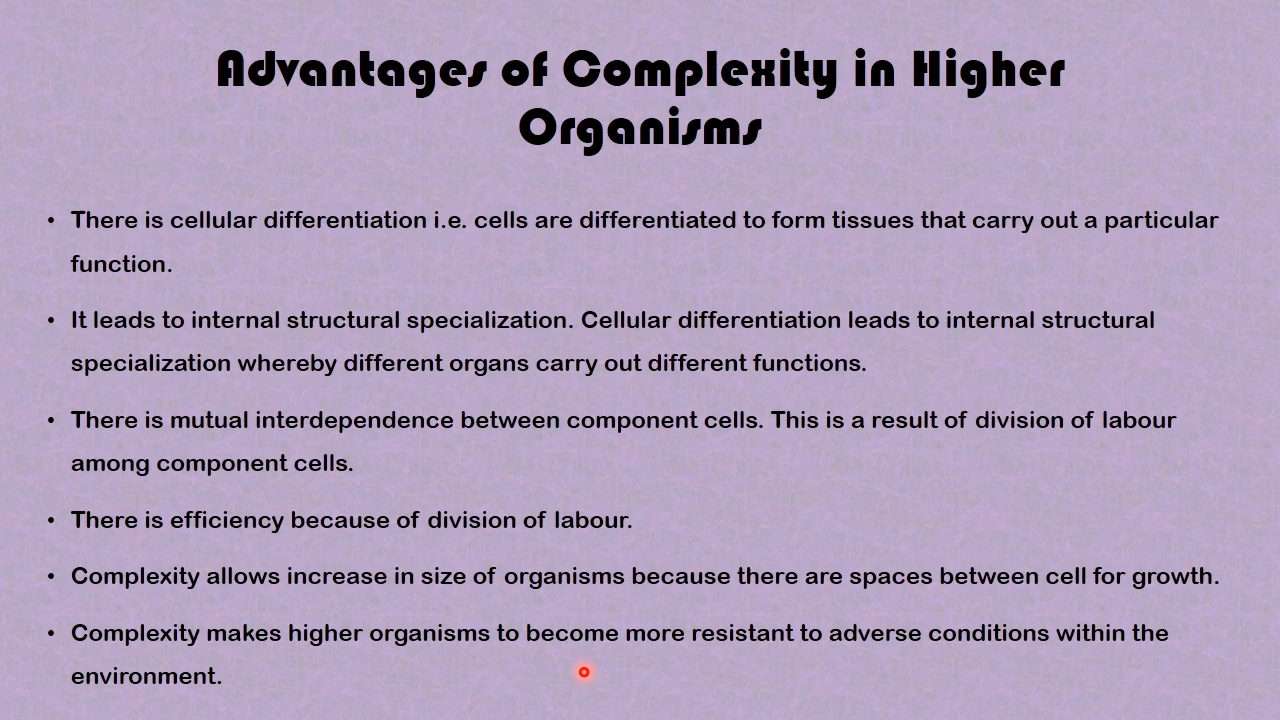 Advantages of Complexity in Higher
Organisms
• There is cellular differentiation i.e. cells are differentiated to form tissues that carry out a particular
function.
• It leads to internal structural specialization. Cellular differentiation leads to internal structural
specialization whereby different organs carry out different functions.
• There is mutual interdependence between component cells. This is a result of division of labour
among component cells.
• There is efficiency because of division of labour.
• Complexity allows increase in size of organisms because there are spaces between cell for growth.
• Complexity makes higher organisms to become more resistant to adverse conditions within the
environment.